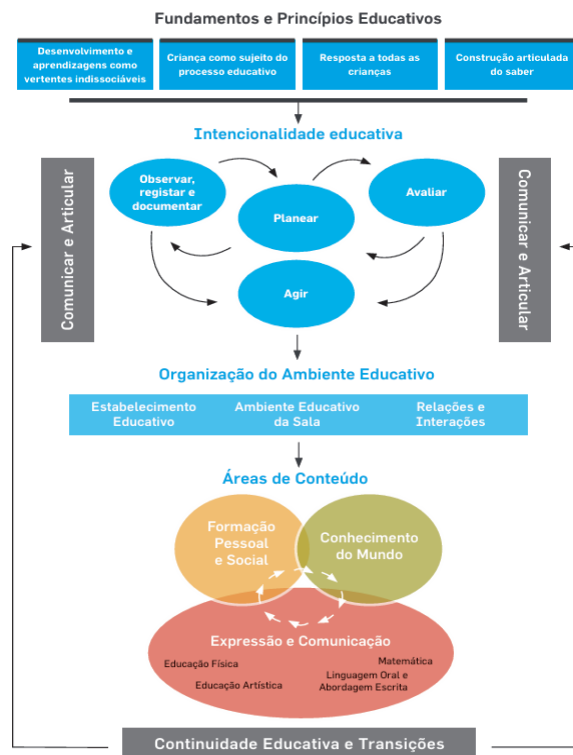 Fundamentos e Princípios Educativos
Desenvolvimento e
aprendizagens como
vertentes indissociáveis
Criança como sujeito do
processo educativo
Resposta a todas as
crianças
Construção articulada
do saber
Intencionalidade educativa
Comunicar e Articular
Observar,
registar e
documentar
Planear
Avaliar
Agir
Comunicar e Articular
Organização do Ambiente Educativo
Estabelecimento
Educativo
Ambiente Educativo
da Sala
Relações e
Interações
Áreas de Conteúdo
Formação
Pessoal
e Social
Conhecimento
do Mundo
Expressão e Comunicação
Educação Física
Educação Artística
Matemática
Linguagem Oral e
Abordagem Escrita
Continuidade Educativa e Transições